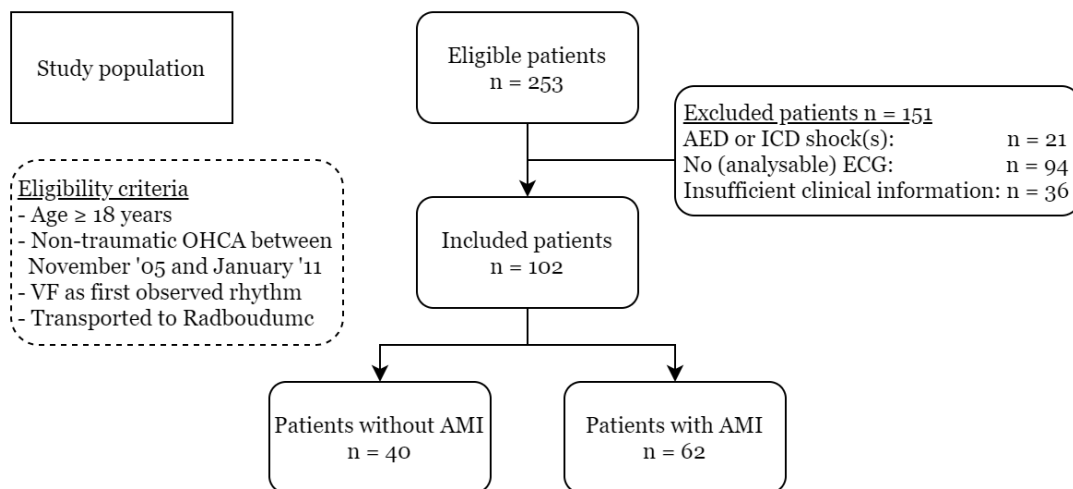 Study population
Eligible patients
n = 253
Excluded patients n = 151
AED or ICD shock(s): n = 21
No (analysable) ECG: n = 94
Insufficient clinical information: n = 36
Eligibility criteria
- Age ≥ 18 years
- Non-traumatic OHCA between
November '05 and January '11
- VF as first observed rhythm
- Transported to Radboudumc
Included patients
n = 102
Patients without AMI
n = 40
Patients with AMI
n = 62